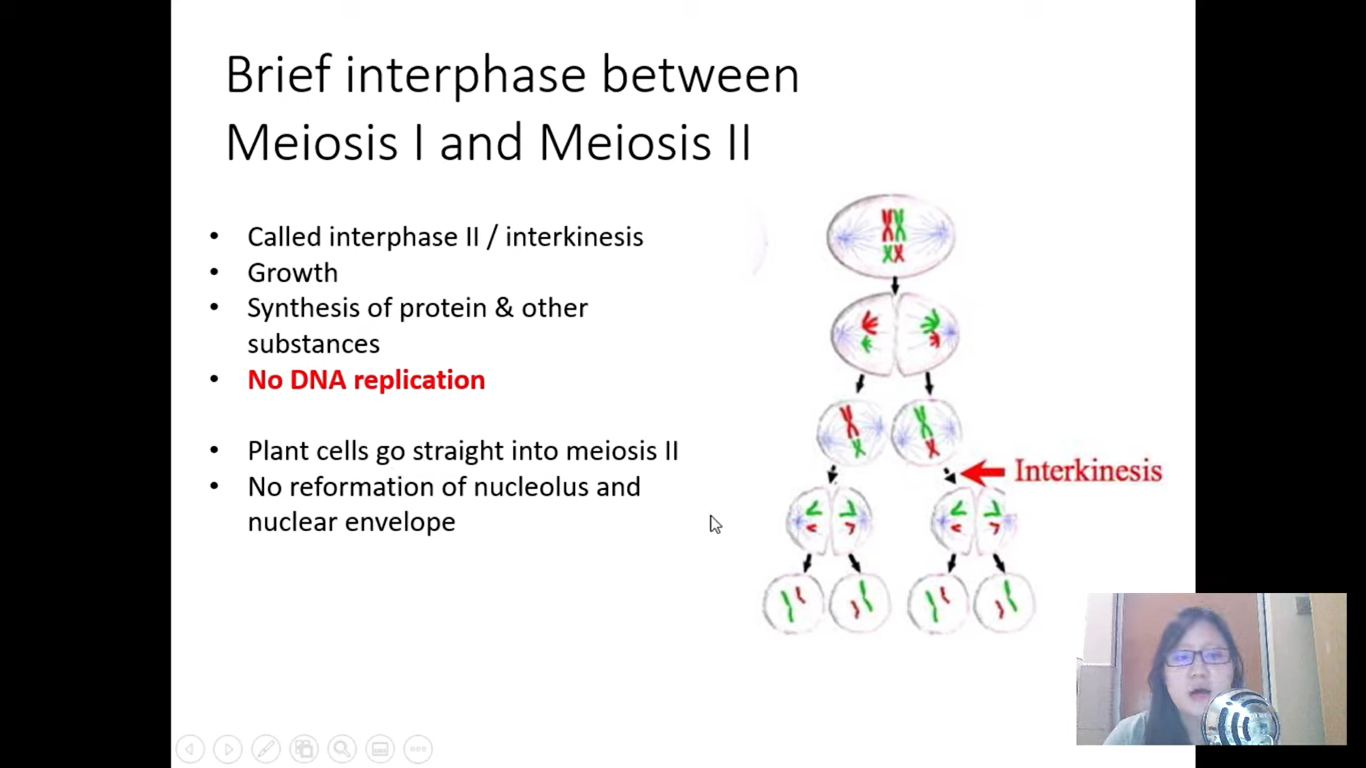 Brief interphase between
Meiosis I and Meiosis II
• Called interphase II / interkinesis
• Growth
• Synthesis of protein & other
substances
• No DNA replication
• Plant cells go straight into meiosis II
• No reformation of nucleolus and
nuclear envelope
Interkinesis